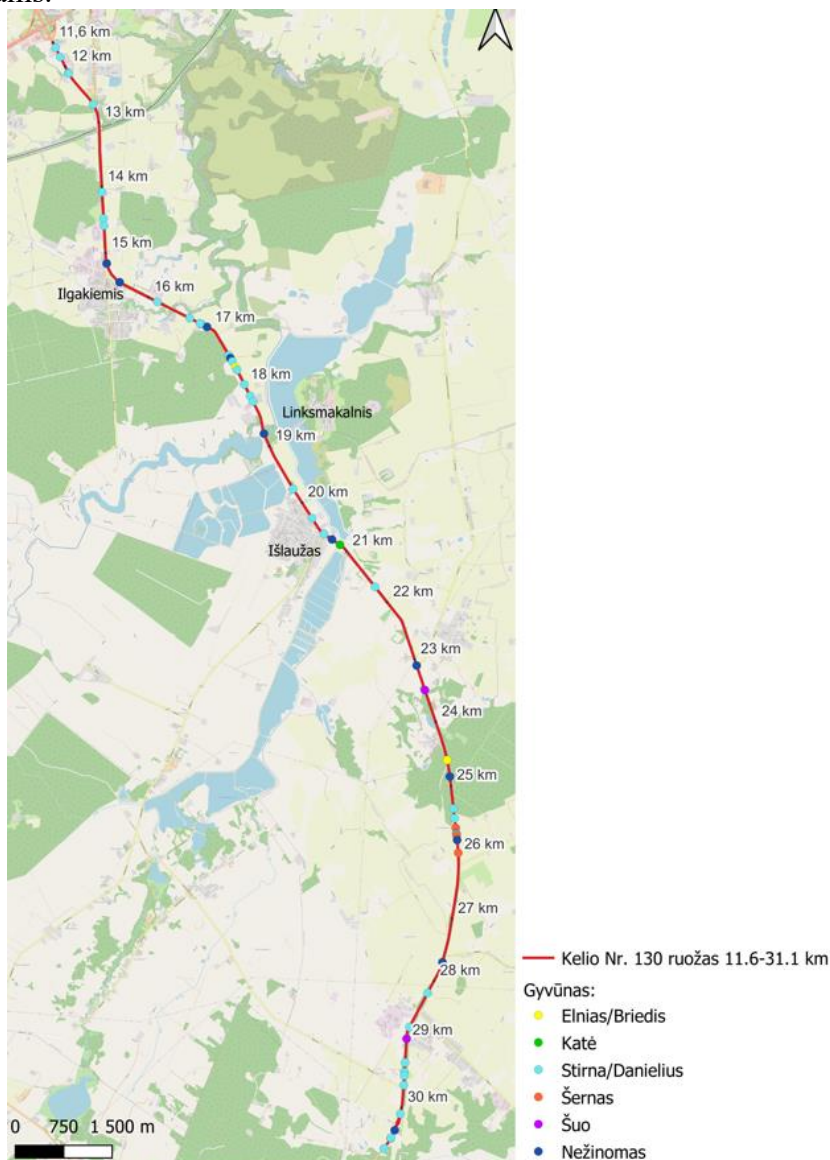 11,6 km
12 km
13 km
14 km
15 km
Ilgakiemis
16 km
17 km
18 km
Linksmakalnis
19 km
20 km
Išlaužas
21 km
22 km
23 km
24 km
25 km
26 km
27 km
28 km
29 km
30 km
0 750 1 500 m
Kelio Nr. 130 ruožas 11.6-31.1 km
Gyvūnas:
Elnias/Briedis
Katė
Stirna/Danielius
Šernas
Šuo
Nežinomas